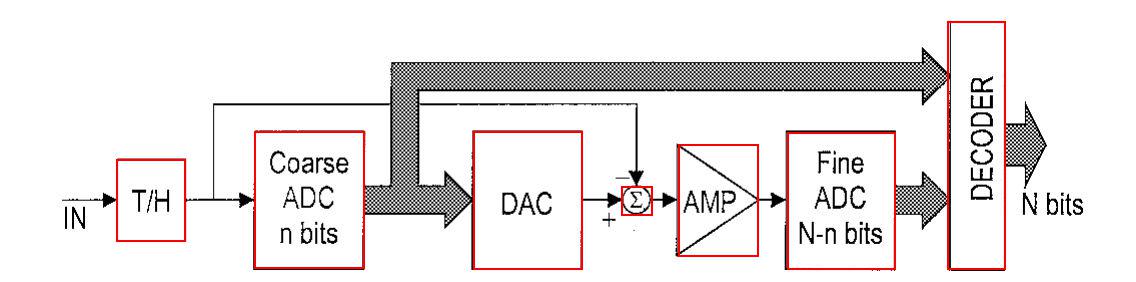 IN
T/H
Coarse
ADC
n bits
DAC
−
+
Σ
AMP
Fine
ADC
N-n bits
DECODER
N bits